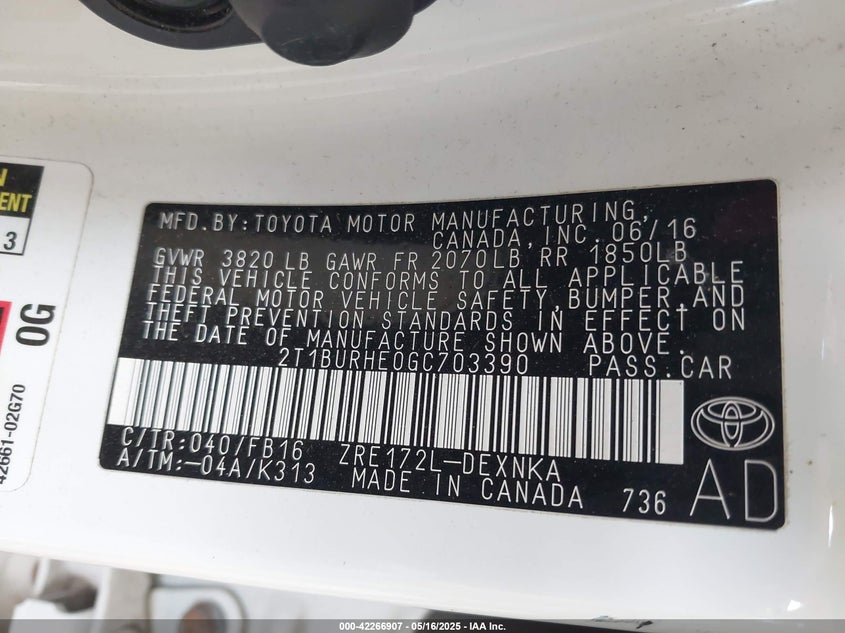 N
ENT
3
OG
42661-02G70
MFD.BY:TOYOTA MOTOR MANUFACTURING,
CANADA,INC. 06/16
GVWR 3820 LB GAWR FR 2070LB RR 1850LB
THIS VEHICLE CONFORMS TO ALL APPLICABLE
FEDERAL MOTOR VEHICLE SAFETY,BUMPER,AND
THEFT PREVENTION STANDARDS IN EFFECT ON
THE DATE OF MANUFACTURE SHOWN ABOVE.
2T1BURHE0GC703390 PASS.CAR
C/TR:040/FB16 ZRE172L-DEXNKA
A/TM:-04A/K313 MADE IN CANADA 736
AD
000-42266907 - 05/16/2025 - IAA Inc.